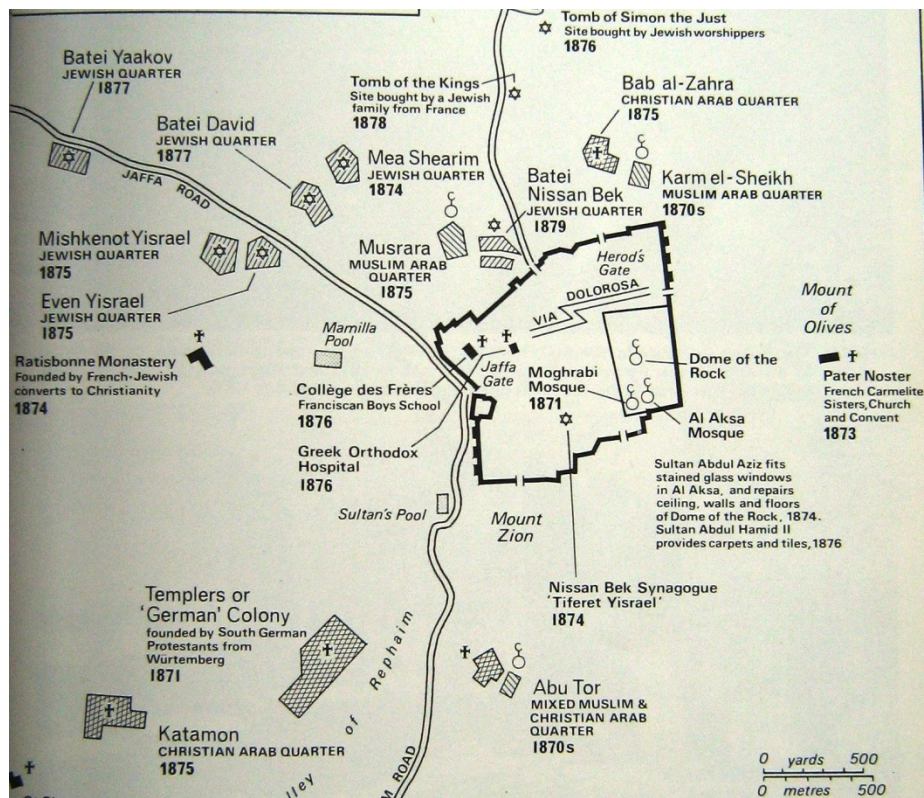 Tomb of Simon the Just
Site bought by Jewish worshippers
1876
Batei Yaakov
JEWISH QUARTER
1877
Tomb of the Kings
Site bought by a Jewish
family from France
1878
Bab al-Zahra
CHRISTIAN ARAB QUARTER
1875
Batei David
JEWISH QUARTER
1877
Mea Shearim
JEWISH QUARTER
1874
Batei
Nissan Bek
JEWISH QUARTER
1879
Karm el-Sheikh
MUSLIM ARAB QUARTER
1870s
JAFFA ROAD
Mishkenot Yisrael
JEWISH QUARTER
1875
Musrara
MUSLIM ARAB
QUARTER
1875
Herod's
Gate
VIA DOLOROSA
Mount
of
Olives
Even Yisrael
JEWISH QUARTER
1875
Mamilla
Pool
Ratisbonne Monastery
Founded by French-Jewish
converts to Christianity
1874
Jaffa
Gate
Collège des Frères
Franciscan Boys School
1876
Moghrabi
Mosque
1871
Dome of the
Rock
Pater Noster
French Carmelite
Sisters, Church
and Convent
1873
Al Aksa
Mosque
Greek Orthodox
Hospital
1876
Sultan Abdul Aziz fits
stained glass windows
in Al Aksa, and repairs
ceiling, walls and floors
of Dome of the Rock, 1874.
Sultan Abdul Hamid II
provides carpets and tiles, 1876
Sultan's Pool
Mount
Zion
Nissan Bek Synagogue
'Tiferet Yisrael'
1874
Templers or
'German' Colony
founded by South German
Protestants from
Würtemberg
1871
of Rephaim
Abu Tor
MIXED MUSLIM &
CHRISTIAN ARAB
QUARTER
1870s
Katamon
CHRISTIAN ARAB QUARTER
1875
ROAD
0 yards 500
0 metres 500